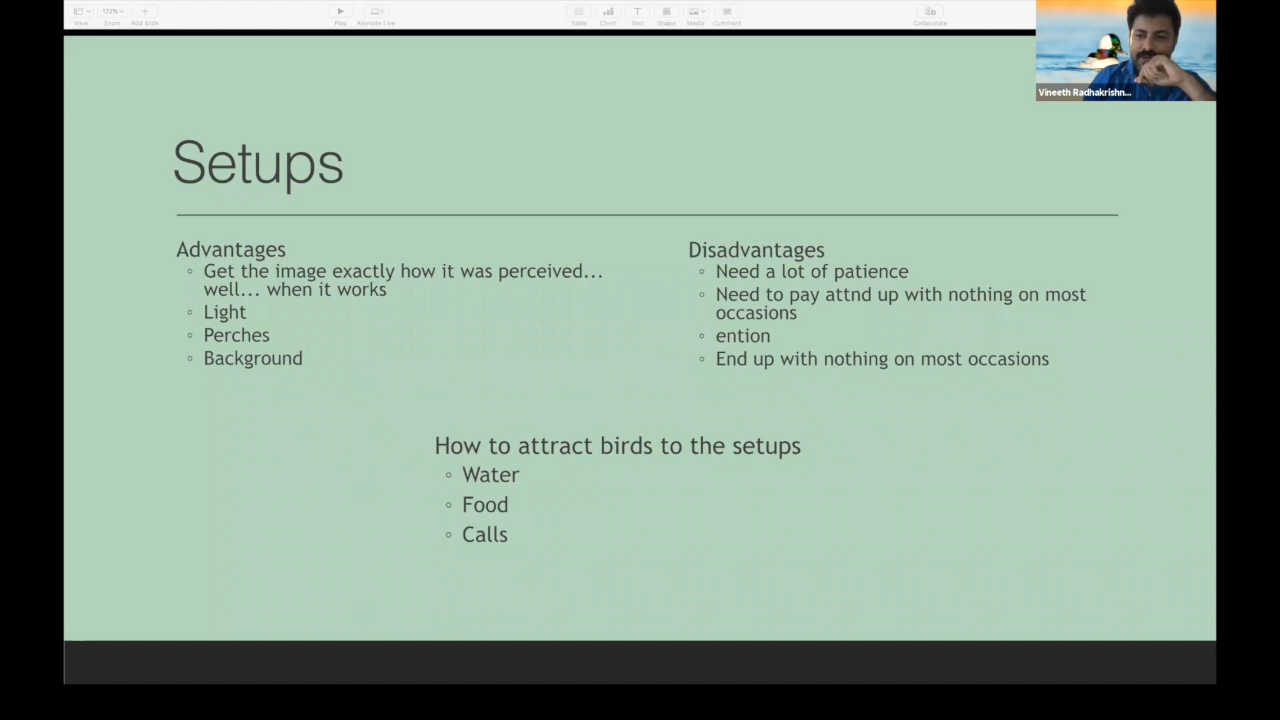 172%
View
Zoom
Add Slide
Play
Keynote Live
Table
Chart
Text
Shape
Media
Comment
Collaborate
Vineeth Radhakrishn...
Setups
Advantages
◦ Get the image exactly how it was perceived...
well... when it works
◦ Light
◦ Perches
◦ Background
Disadvantages
◦ Need a lot of patience
◦ Need to pay attnd up with nothing on most
occasions
◦ ention
◦ End up with nothing on most occasions
How to attract birds to the setups
◦ Water
◦ Food
◦ Calls